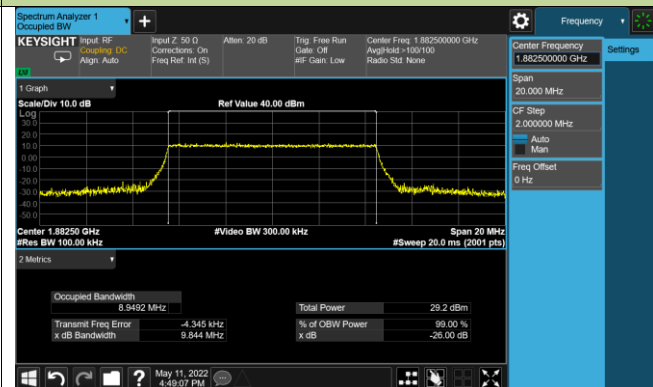 Spectrum Analyzer 1
Occupied BW
KEYSIGHT
Input: RF
Coupling: DC
Align: Auto
Input Z: 50 Ω
Corrections: On
Freq Ref: Int (S)
Atten: 20 dB
Trig: Free Run
Gate: Off
#IF Gain: Low
Center Freq: 1.882500000 GHz
Avg|Hold:>100/100
Radio Std: None
1 Graph
Scale/Div 10.0 dB
Ref Value 40.00 dBm
Log
30.0
20.0
10.0
0.00
-10.0
-20.0
-30.0
-40.0
-50.0
Center 1.88250 GHz
#Video BW 300.00 kHz
Span 20 MHz
#Res BW 100.00 kHz
#Sweep 20.0 ms (2001 pts)
2 Metrics
Occupied Bandwidth
8.9492 MHz
Total Power
29.2 dBm
Transmit Freq Error
-4.345 kHz
% of OBW Power
99.00 %
x dB Bandwidth
9.844 MHz
x dB
-26.00 dB
May 11, 2022
4:49:07 PM
Frequency
Settings
Center Frequency
1.882500000 GHz
Span
20.000 MHz
CF Step
2.000000 MHz
Auto
Man
Freq Offset
0 Hz